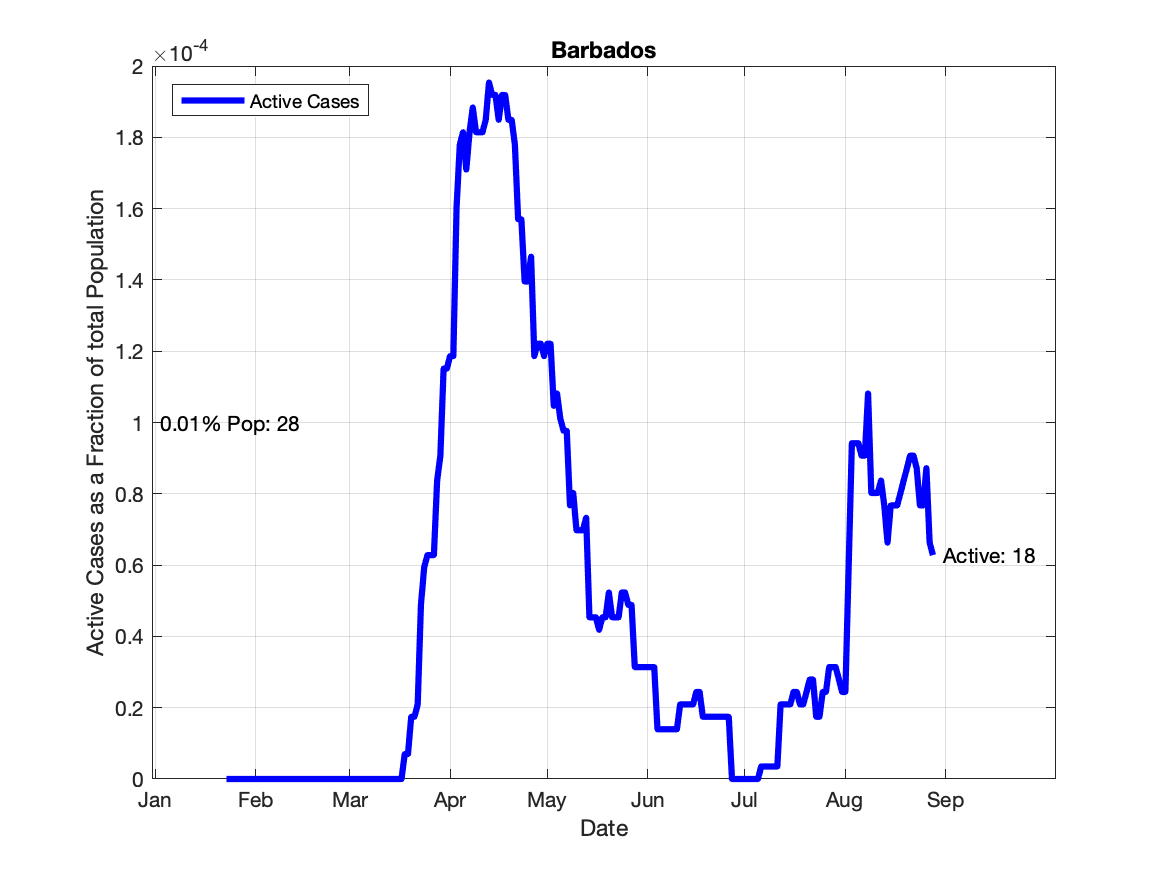 Barbados
×10-4
Active Cases
2
1.8
1.6
1.4
1.2
1
0.8
0.6
0.4
0.2
0
Active Cases as a Fraction of total Population
0.01% Pop: 28
Active: 18
Jan Feb Mar Apr May Jun Jul Aug Sep
Date